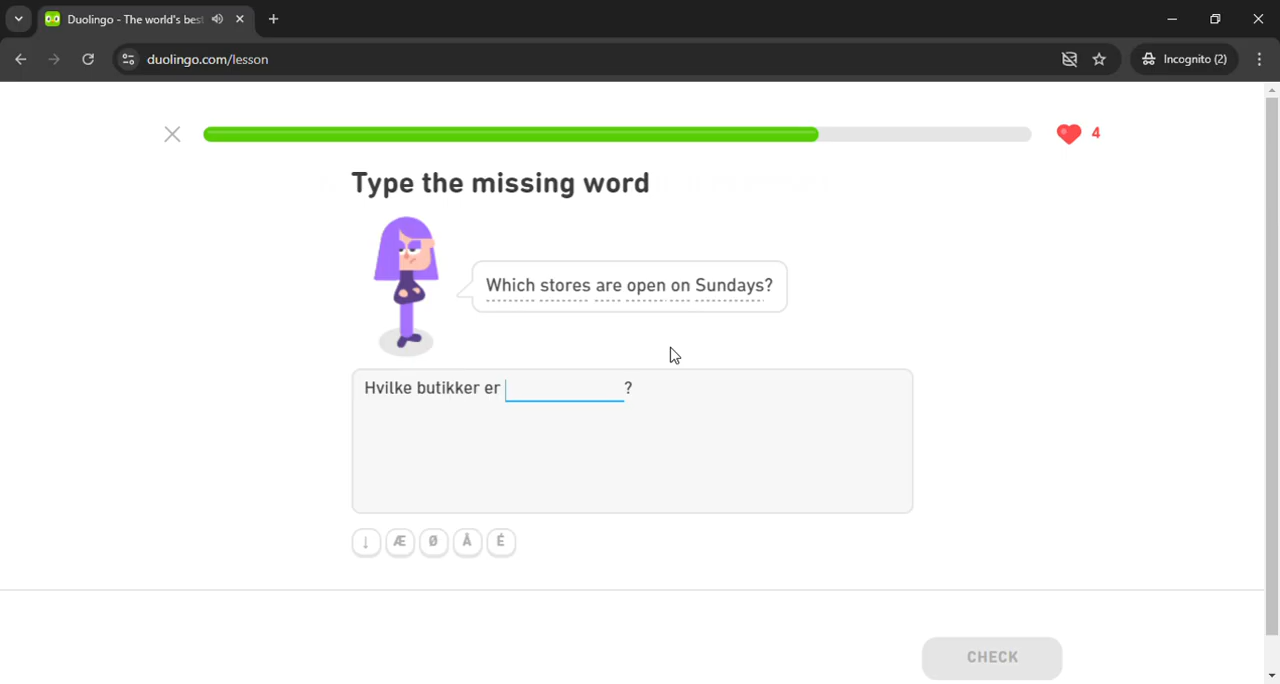 Duolingo - The world's best
duolingo.com/lesson
Incognito (2)
4
Type the missing word
Which stores are open on Sundays?
Hvilke butikker er ?
↓ Æ Ø Å É
CHECK